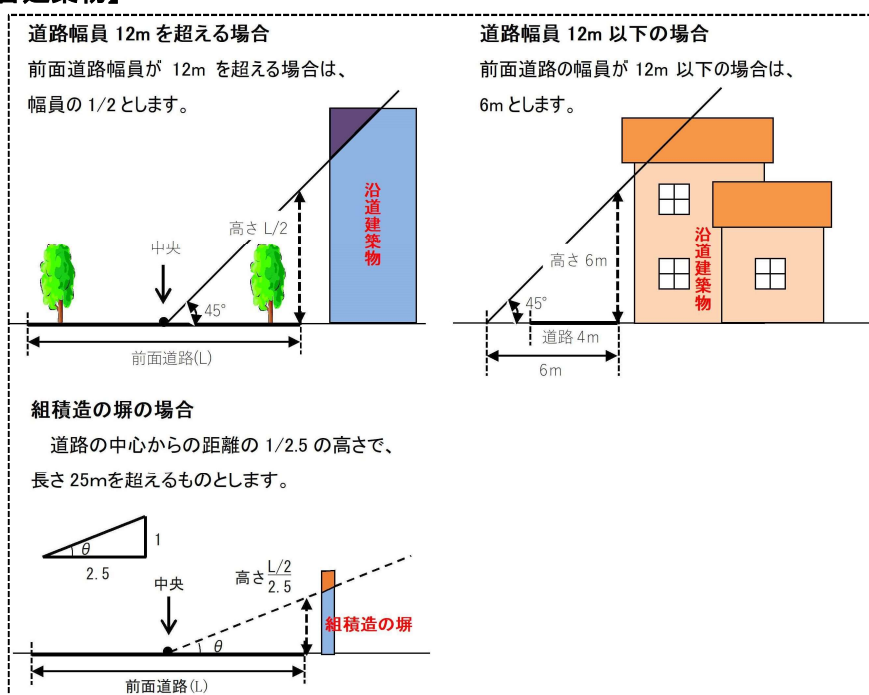 道路幅員 12m を超える場合
前面道路幅員が 12m を超える場合は、
幅員の 1/2 とします。
沿道建築物
高さ L/2
中央
45°
前面道路(L)
道路幅員 12m 以下の場合
前面道路の幅員が 12m 以下の場合は、
6m とします。
沿道建築物
高さ 6m
45°
道路 4m
6m
組積造の塀の場合
道路の中心からの距離の 1/2.5 の高さで、
長さ 25mを超えるものとします。
θ
1
2.5
中央
高さ L/2
2.5
組積造の塀
θ
前面道路(L)